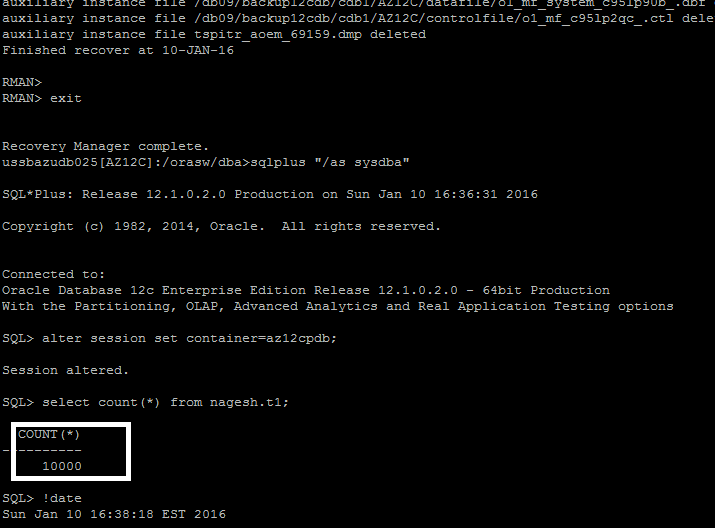 auxiliary instance file /db09/backup12cdb/cdb1/AZ12C/datafile/o1_mf_system_c95lp90b_.dbf
auxiliary instance file /db09/backup12cdb/cdb1/AZ12C/controlfile/o1_mf_c95lp2qc_.ctl dele
auxiliary instance file tspitr_aoem_69159.dmp deleted
Finished recover at 10-JAN-16
RMAN>
RMAN> exit
Recovery Manager complete.
ussbazudb025[AZ12C]:/orasw/dba>sqlplus "/as sysdba"
SQL*Plus: Release 12.1.0.2.0 Production on Sun Jan 10 16:36:31 2016
Copyright (c) 1982, 2014, Oracle.  All rights reserved.
Connected to:
Oracle Database 12c Enterprise Edition Release 12.1.0.2.0 - 64bit Production
With the Partitioning, OLAP, Advanced Analytics and Real Application Testing options
SQL> alter session set container=az12cpdb;
Session altered.
SQL> select count(*) from nagesh.t1;
COUNT(*)
----------
10000
SQL> !date
Sun Jan 10 16:38:18 EST 2016